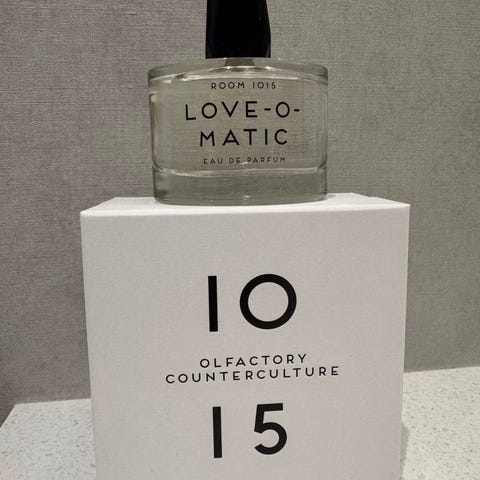 ROOM 1015
LOVE-O-
MATIC
EAU DE PARFUM
10
OLFACTORY
COUNTERCULTURE
15